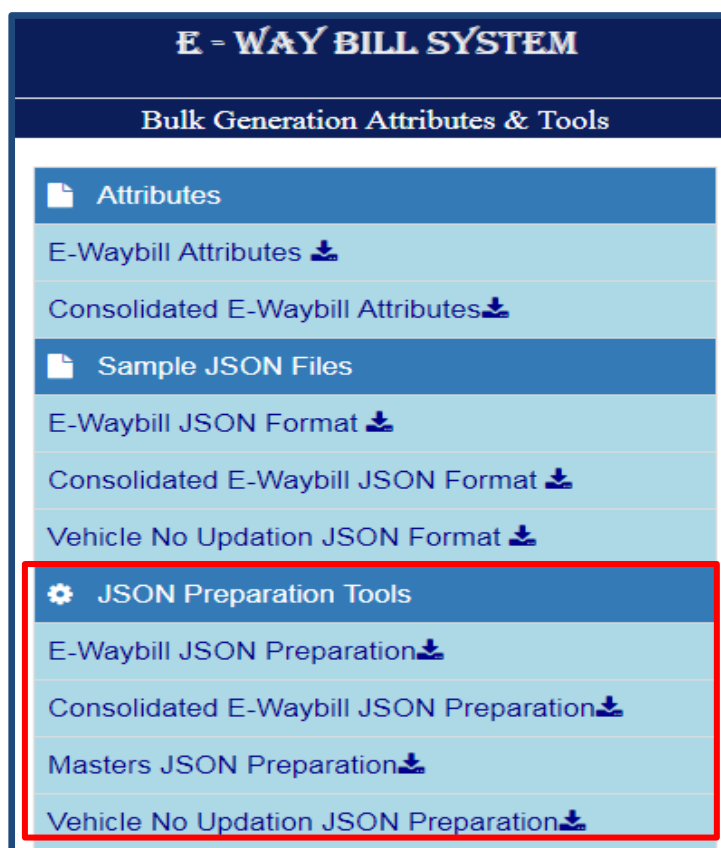 E - WAY BILL SYSTEM
Bulk Generation Attributes & Tools
Attributes
E-Waybill Attributes
Consolidated E-Waybill Attributes
Sample JSON Files
E-Waybill JSON Format
Consolidated E-Waybill JSON Format
Vehicle No Updation JSON Format
JSON Preparation Tools
E-Waybill JSON Preparation
Consolidated E-Waybill JSON Preparation
Masters JSON Preparation
Vehicle No Updation JSON Preparation